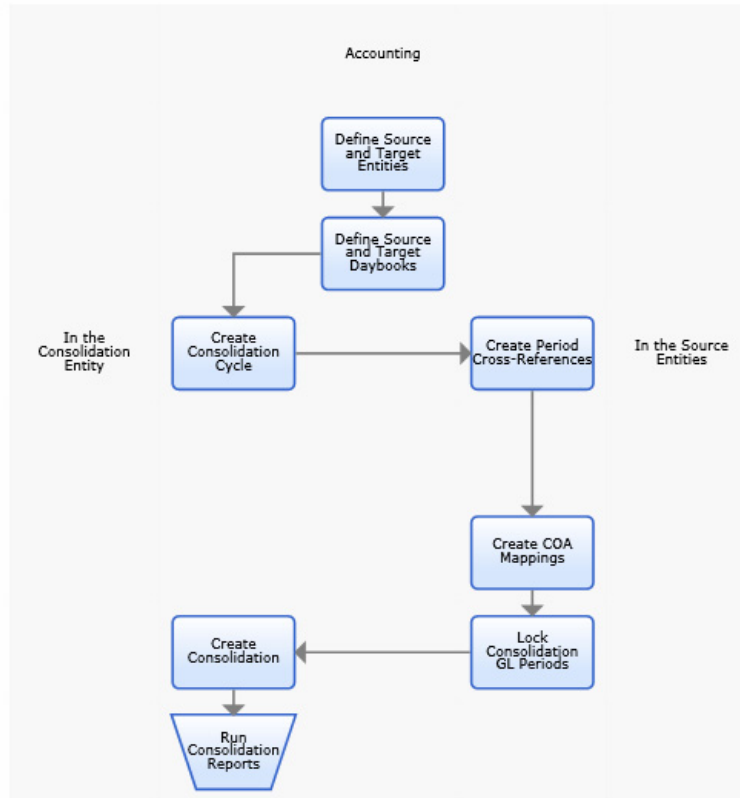 Accounting
Define Source
and Target
Entities
Define Source
and Target
Daybooks
In the
Consolidation
Entity
Create
Consolidation
Cycle
Create Period
Cross-References
In the Source
Entities
Create COA
Mappings
Create
Consolidation
Lock
Consolidation
GL Periods
Run
Consolidation
Reports